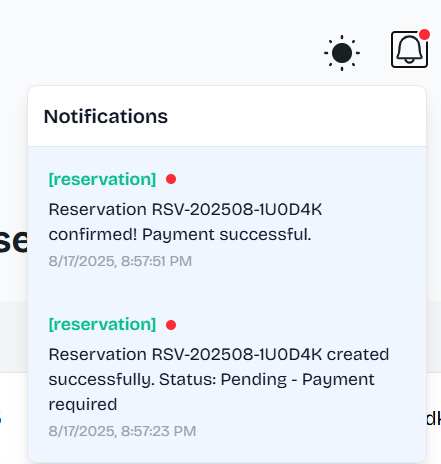 Notifications
[reservation]
Reservation RSV-202508-1U0D4K
confirmed! Payment successful.
8/17/2025, 8:57:51 PM
se
[reservation]
Reservation RSV-202508-1U0D4K created
successfully. Status: Pending - Payment
required
8/17/2025, 8:57:23 PM